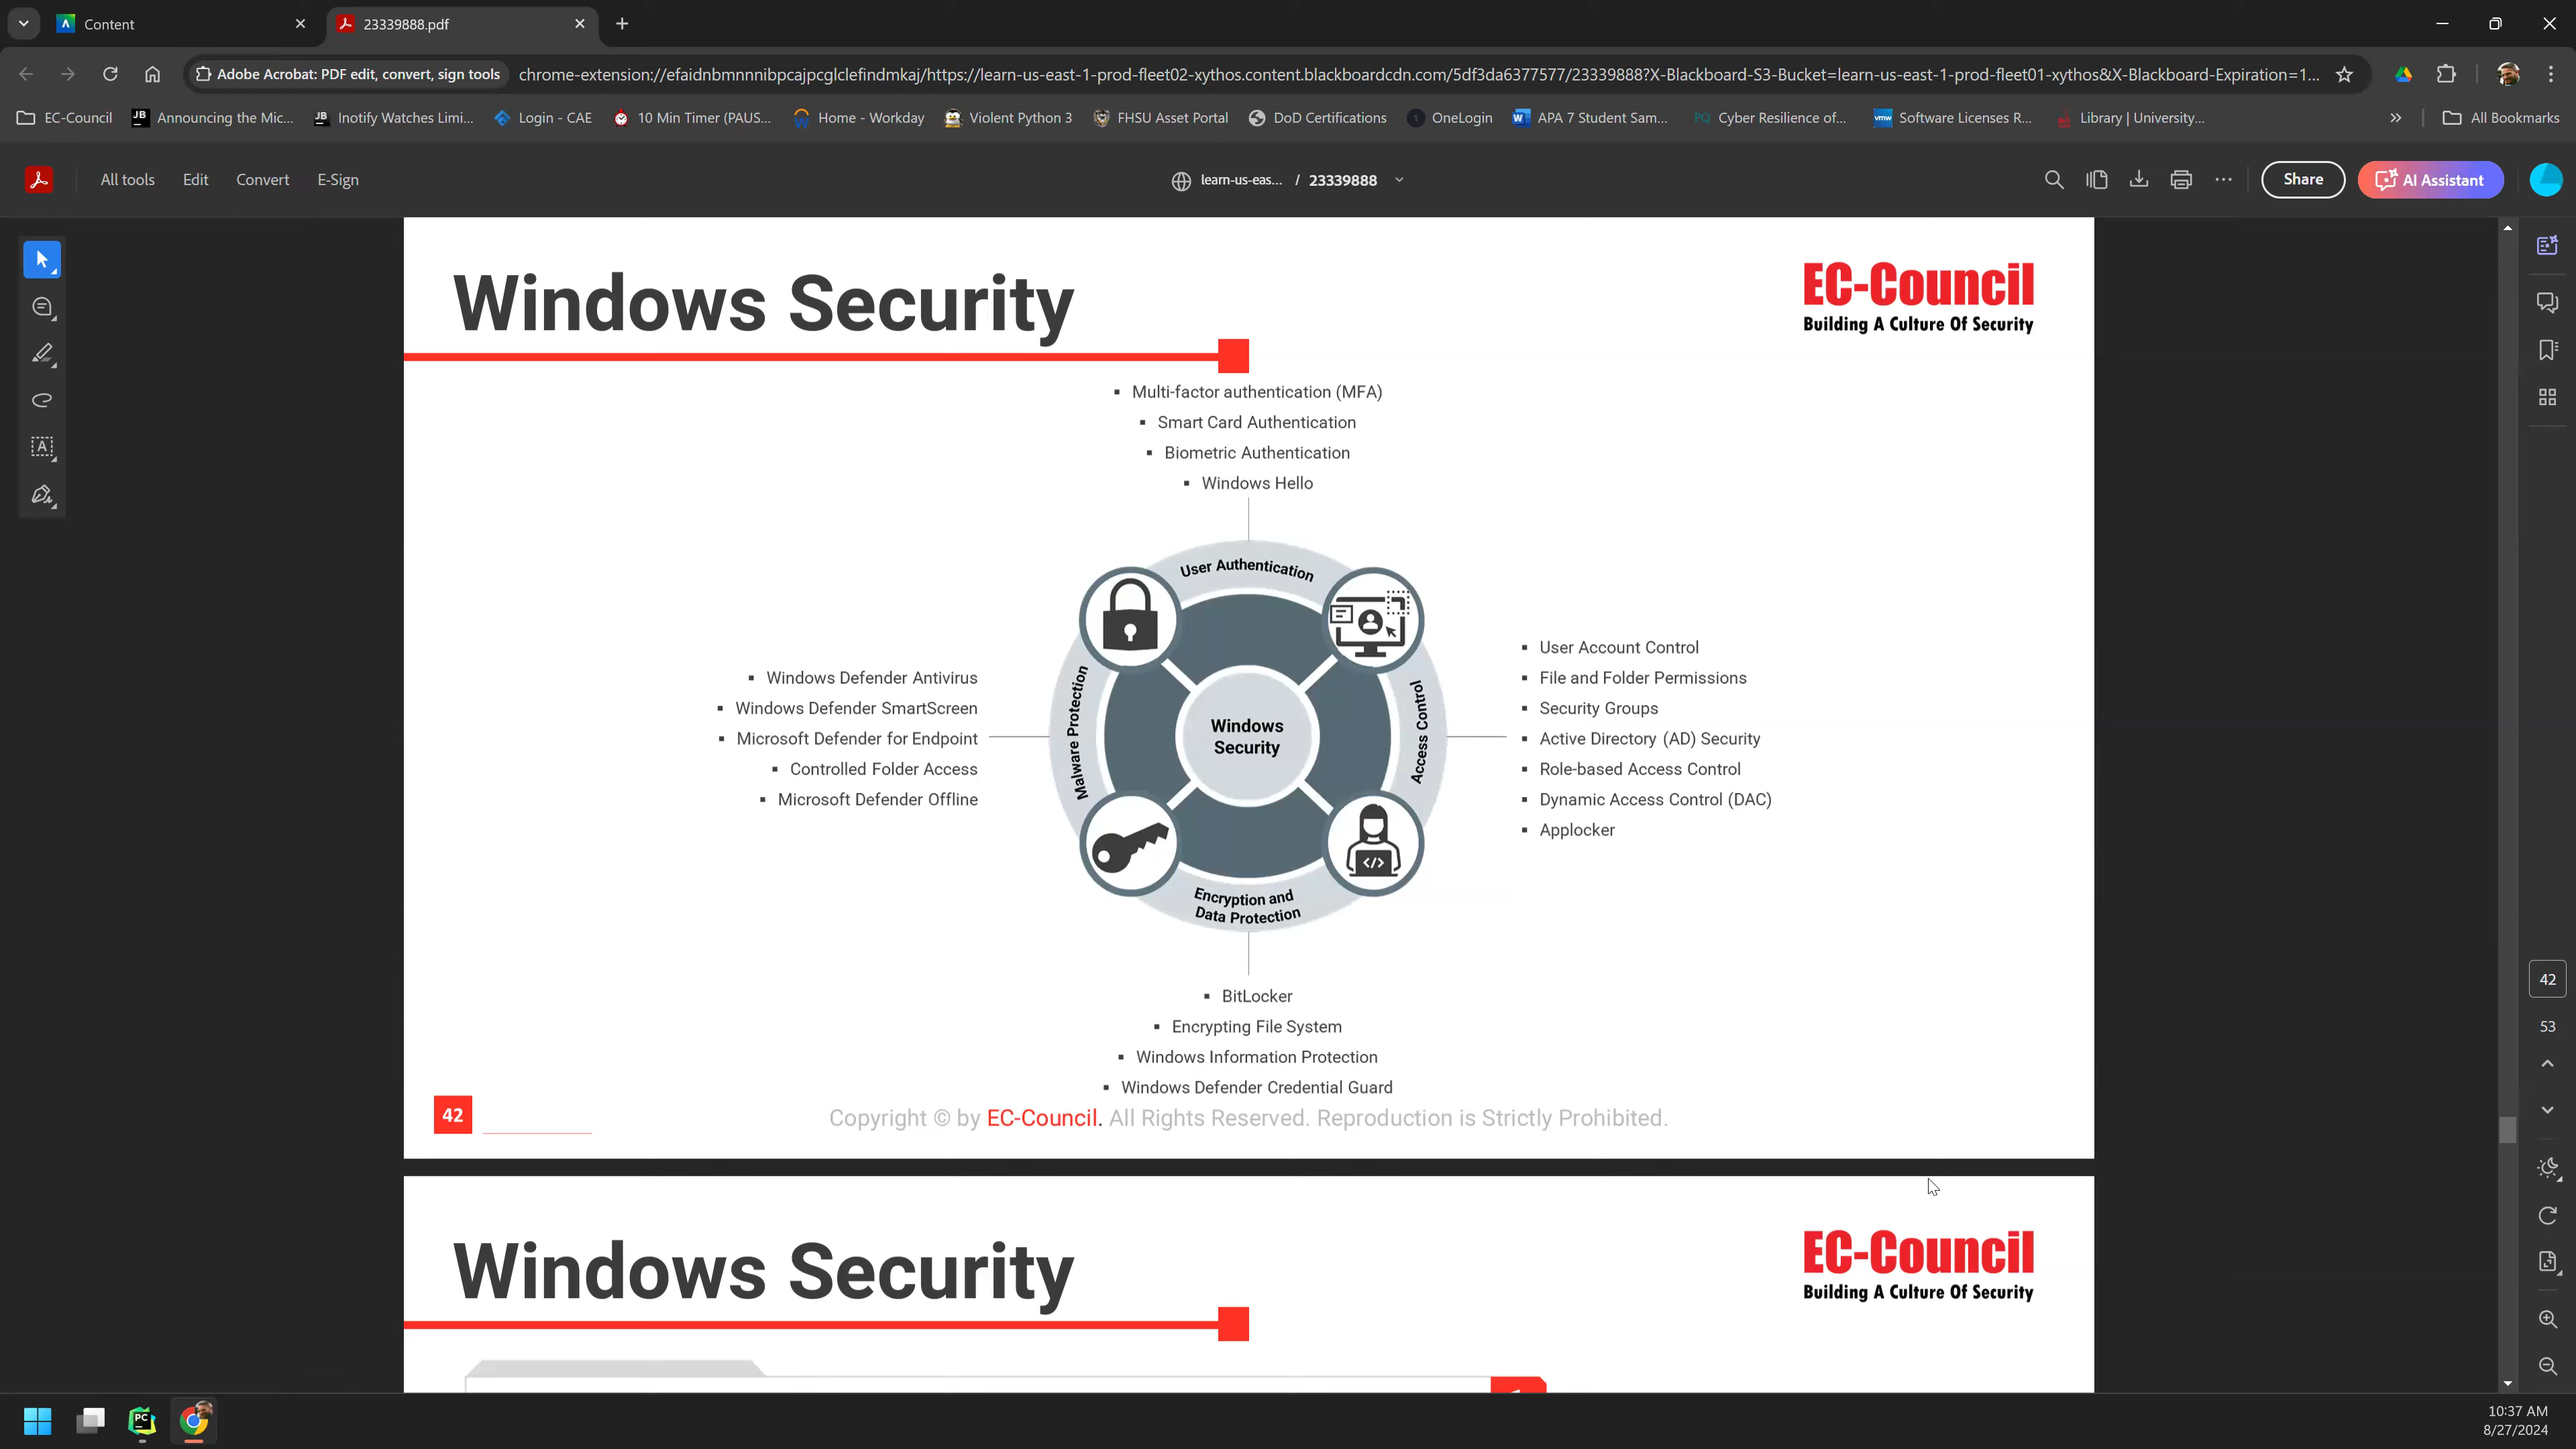 Content
23339888.pdf
Adobe Acrobat: PDF edit, convert, sign tools
chrome-extension://efaidnbmnnnibpcajpcglclefindmkaj/https://learn-us-east-1-prod-fleet02-xythos.content.blackboardcdn.com/5df3da6377577/23339888?X-Blackboard-S3-Bucket=learn-us-east-1-prod-fleet01-xythos&X-Blackboard-Expiration=1...
EC-Council
Announcing the Mic...
Inotify Watches Limi...
Login - CAE
10 Min Timer (PAUS...
Home - Workday
Violent Python 3
FHSU Asset Portal
DoD Certifications
OneLogin
APA 7 Student Sam...
Cyber Resilience of...
Software Licenses R...
Library | University...
All Bookmarks
All tools
Edit
Convert
E-Sign
learn-us-eas... / 23339888
Share
AI Assistant
Windows Security
EC-Council
Building A Culture Of Security
Multi-factor authentication (MFA)
Smart Card Authentication
Biometric Authentication
Windows Hello
User Authentication
Windows Defender Antivirus
Windows Defender SmartScreen
Microsoft Defender for Endpoint
Controlled Folder Access
Microsoft Defender Offline
Malware Protection
Windows
Security
Access Control
User Account Control
File and Folder Permissions
Security Groups
Active Directory (AD) Security
Role-based Access Control
Dynamic Access Control (DAC)
Applocker
Encryption and
Data Protection
BitLocker
Encrypting File System
Windows Information Protection
Windows Defender Credential Guard
42
Copyright © by EC-Council. All Rights Reserved. Reproduction is Strictly Prohibited.
42
53
Windows Security
EC-Council
Building A Culture Of Security
10:37 AM
8/27/2024